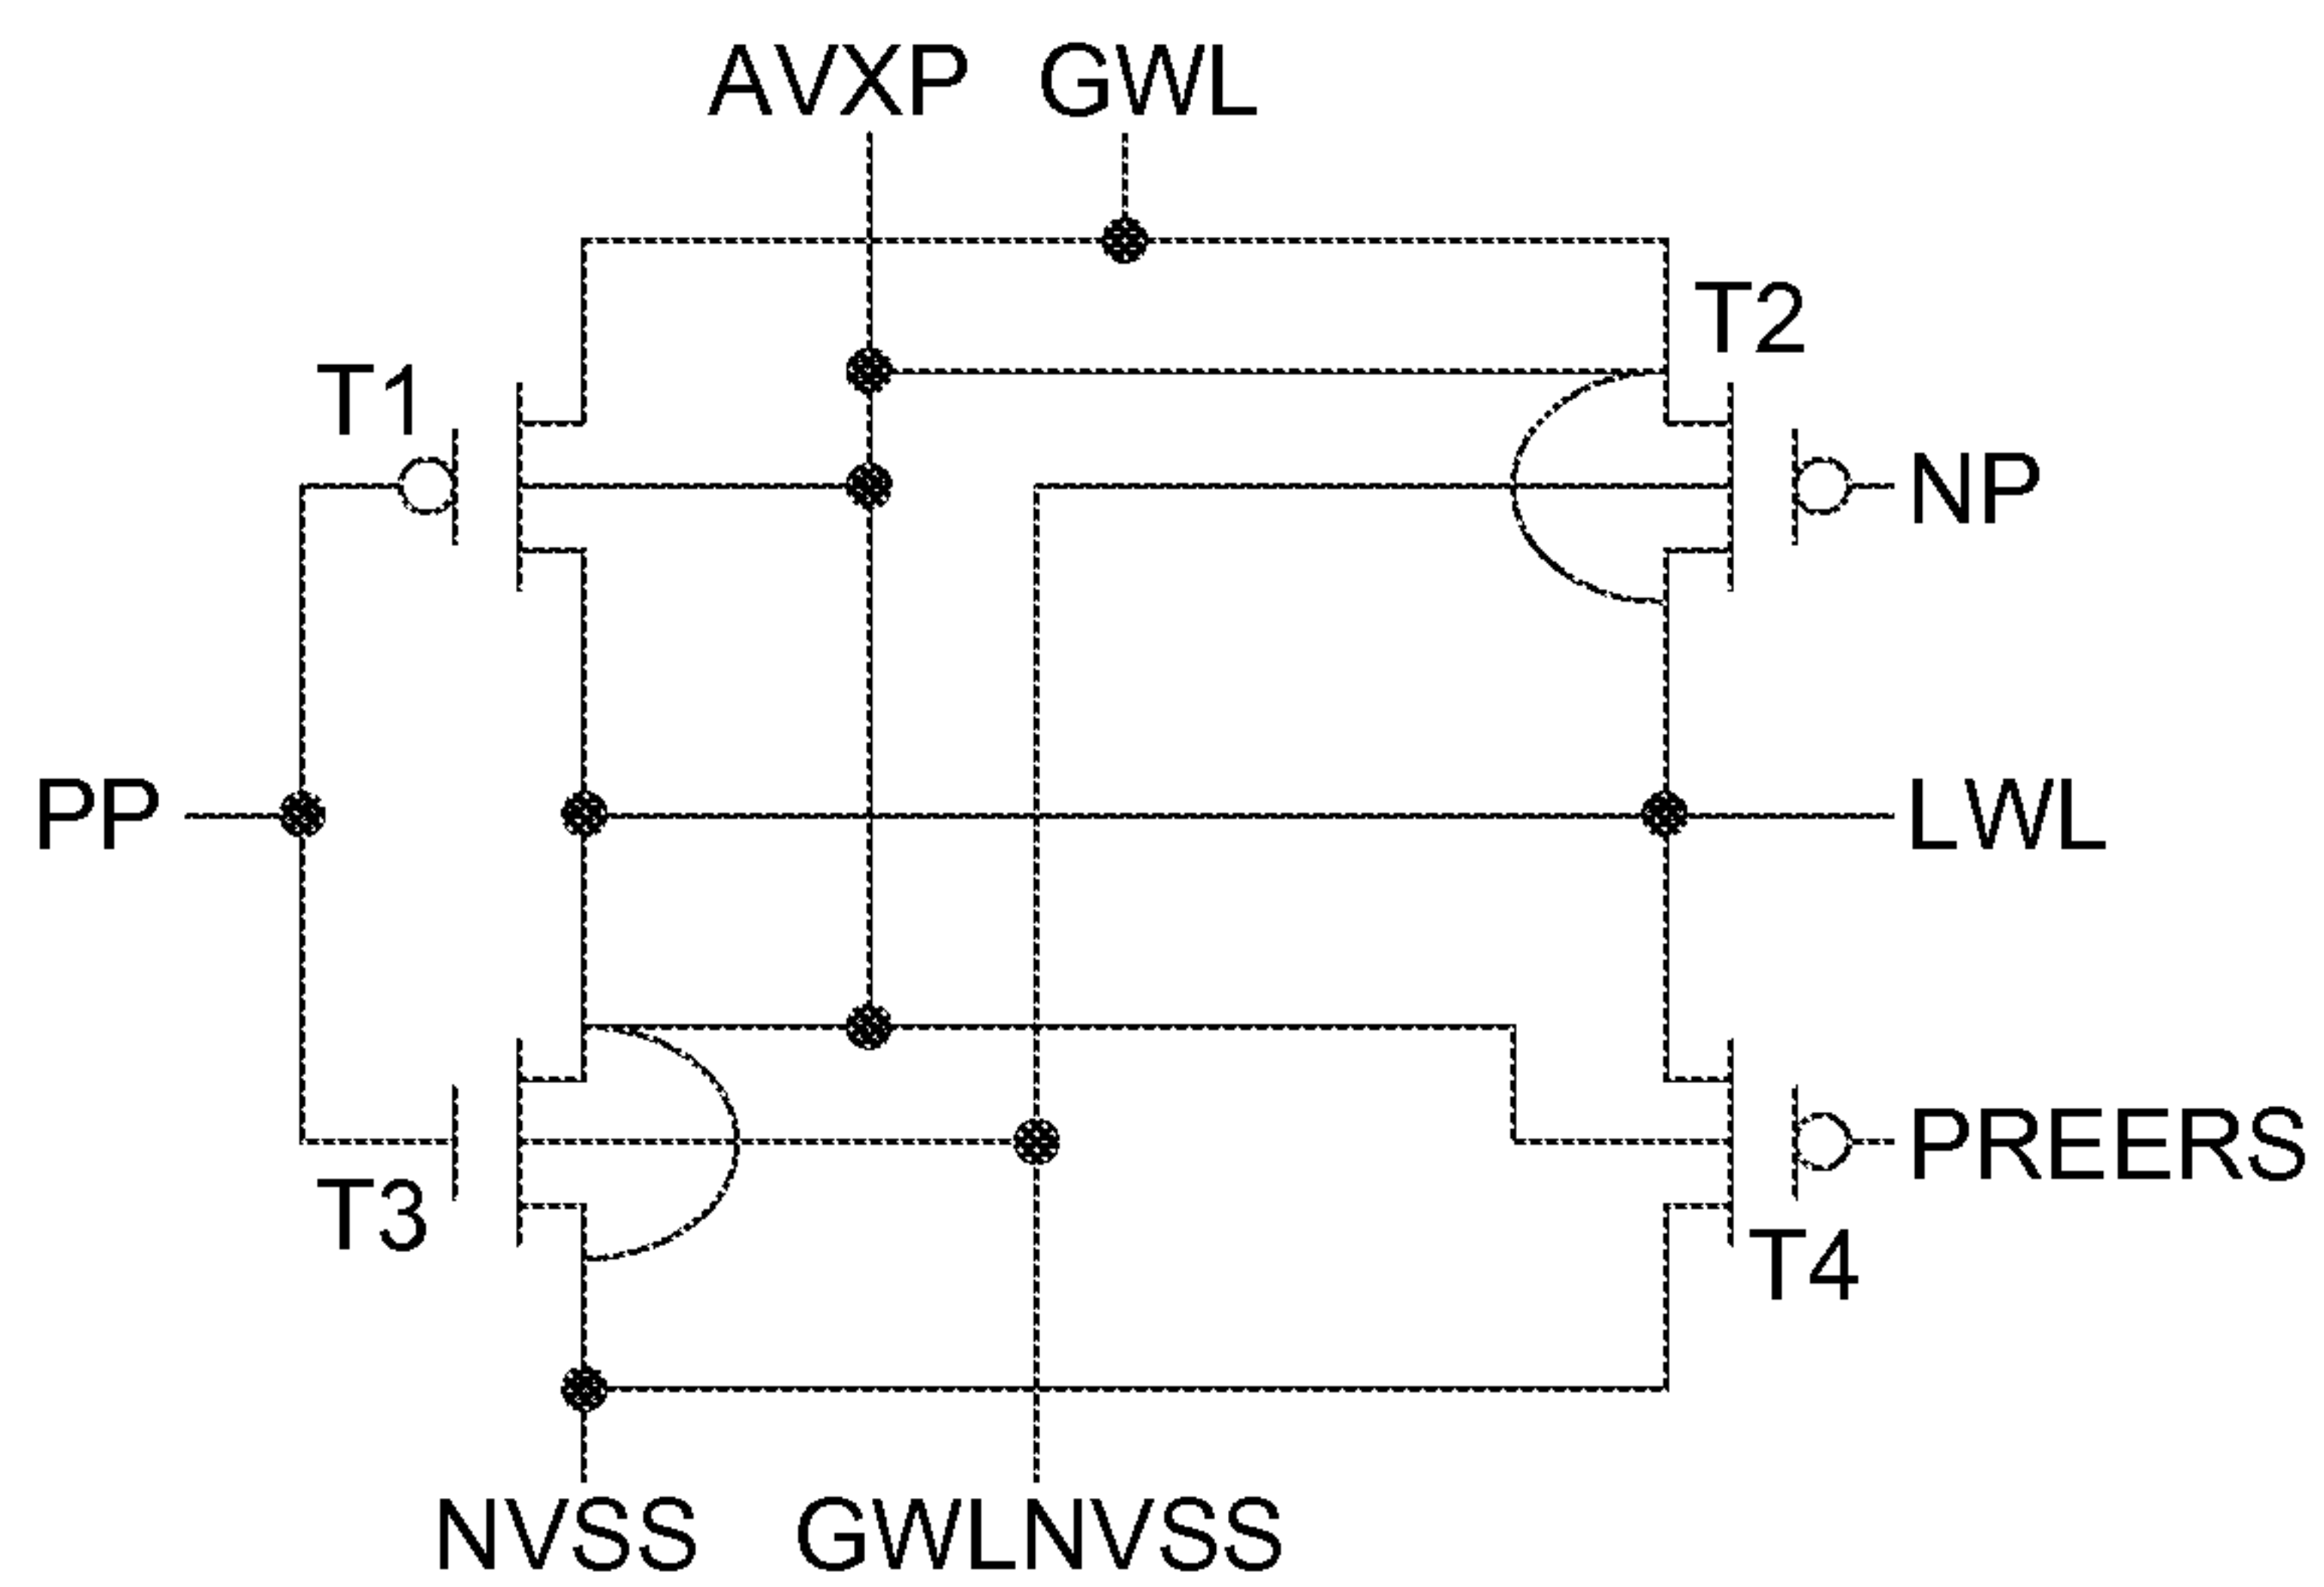 AVXP GWL
T2
T1
NP
PP
LWL
PREERS
T3
T4
NVSS GWLNVSS